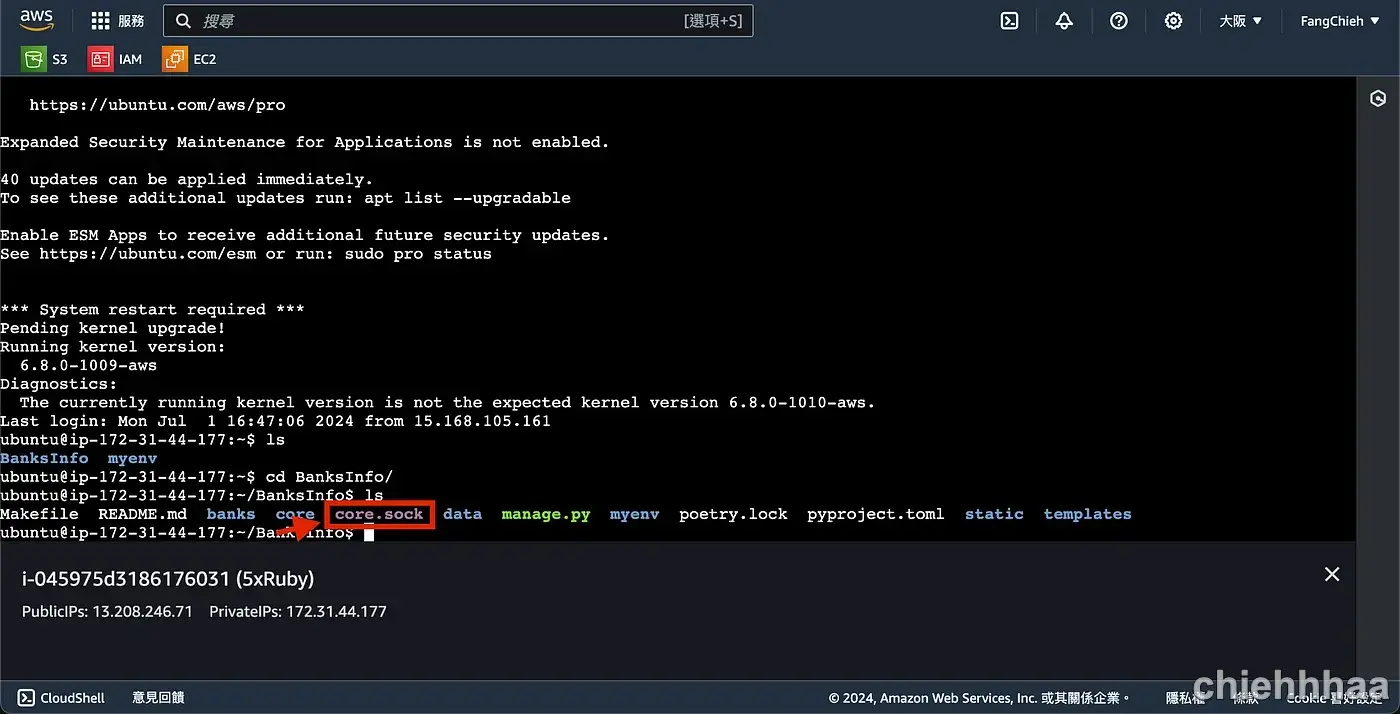 aws 服務 搜尋 [選項+S] 大阪 ▼ FangChieh ▼
S3 IAM EC2
https://ubuntu.com/aws/pro
Expanded Security Maintenance for Applications is not enabled.
40 updates can be applied immediately.
To see these additional updates run: apt list --upgradable
Enable ESM Apps to receive additional future security updates.
See https://ubuntu.com/esm or run: sudo pro status
*** System restart required ***
Pending kernel upgrade!
Running kernel version:
6.8.0-1009-aws
Diagnostics:
The currently running kernel version is not the expected kernel version 6.8.0-1010-aws.
Last login: Mon Jul  1 16:47:06 2024 from 15.168.105.161
ubuntu@ip-172-31-44-177:~$ ls
BanksInfo  myenv
ubuntu@ip-172-31-44-177:~$ cd BanksInfo/
ubuntu@ip-172-31-44-177:~/BanksInfo$ ls
Makefile  README.md  banks  core  core.sock  data  manage.py  myenv  poetry.lock  pyproject.toml  static  templates
ubuntu@ip-172-31-44-177:~/BanksInfo$
i-045975d3186176031 (5xRuby)
PublicIPs: 13.208.246.71 PrivateIPs: 172.31.44.177
CloudShell 意見回饋 © 2024, Amazon Web Services, Inc. 或其關係企業。 隱私權 條款 Cookie 喜好設定
chiehhhaa